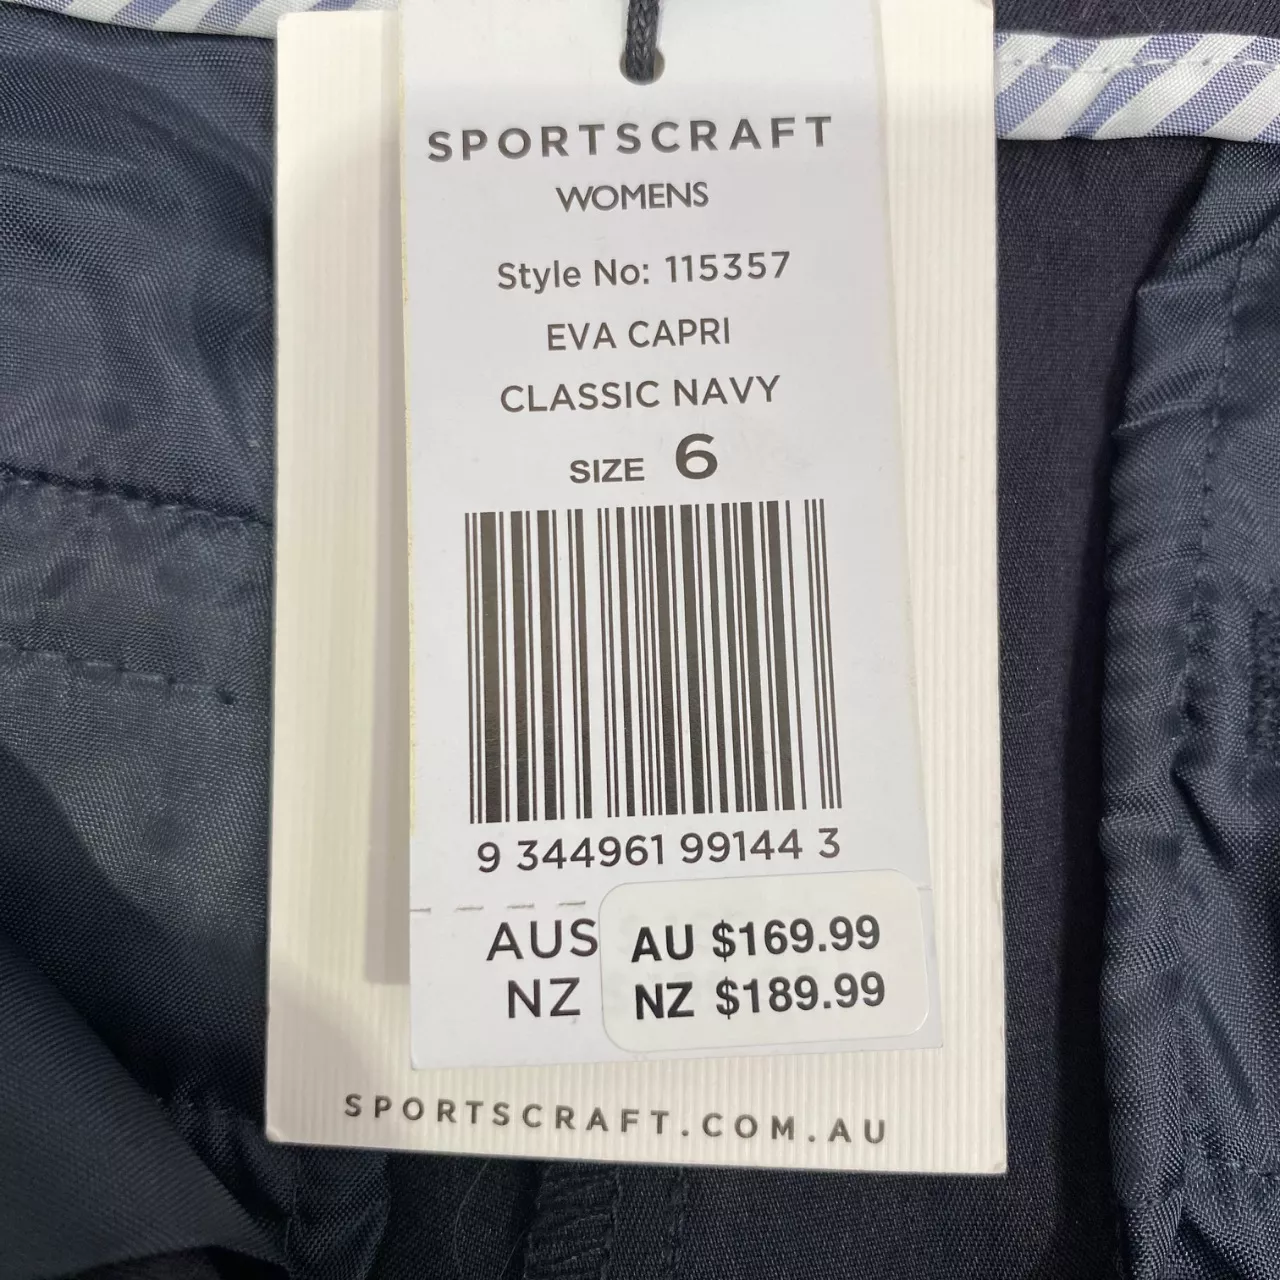 SPORTSCRAFT
WOMENS
Style No: 115357
EVA CAPRI
CLASSIC NAVY
SIZE 6
9 344961 99144 3
AUS AU $169.99
NZ NZ $189.99
SPORTSCRAFT.COM.AU